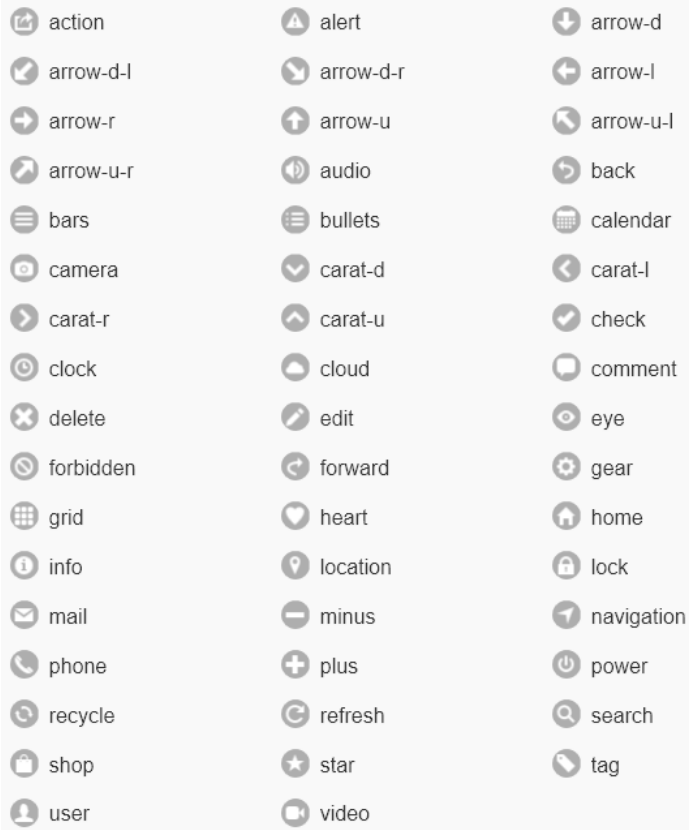 action alert arrow-d
arrow-d-l arrow-d-r arrow-l
arrow-r arrow-u arrow-u-l
arrow-u-r audio back
bars bullets calendar
camera carat-d carat-l
carat-r carat-u check
clock cloud comment
delete edit eye
forbidden forward gear
grid heart home
info location lock
mail minus navigation
phone plus power
recycle refresh search
shop star tag
user video